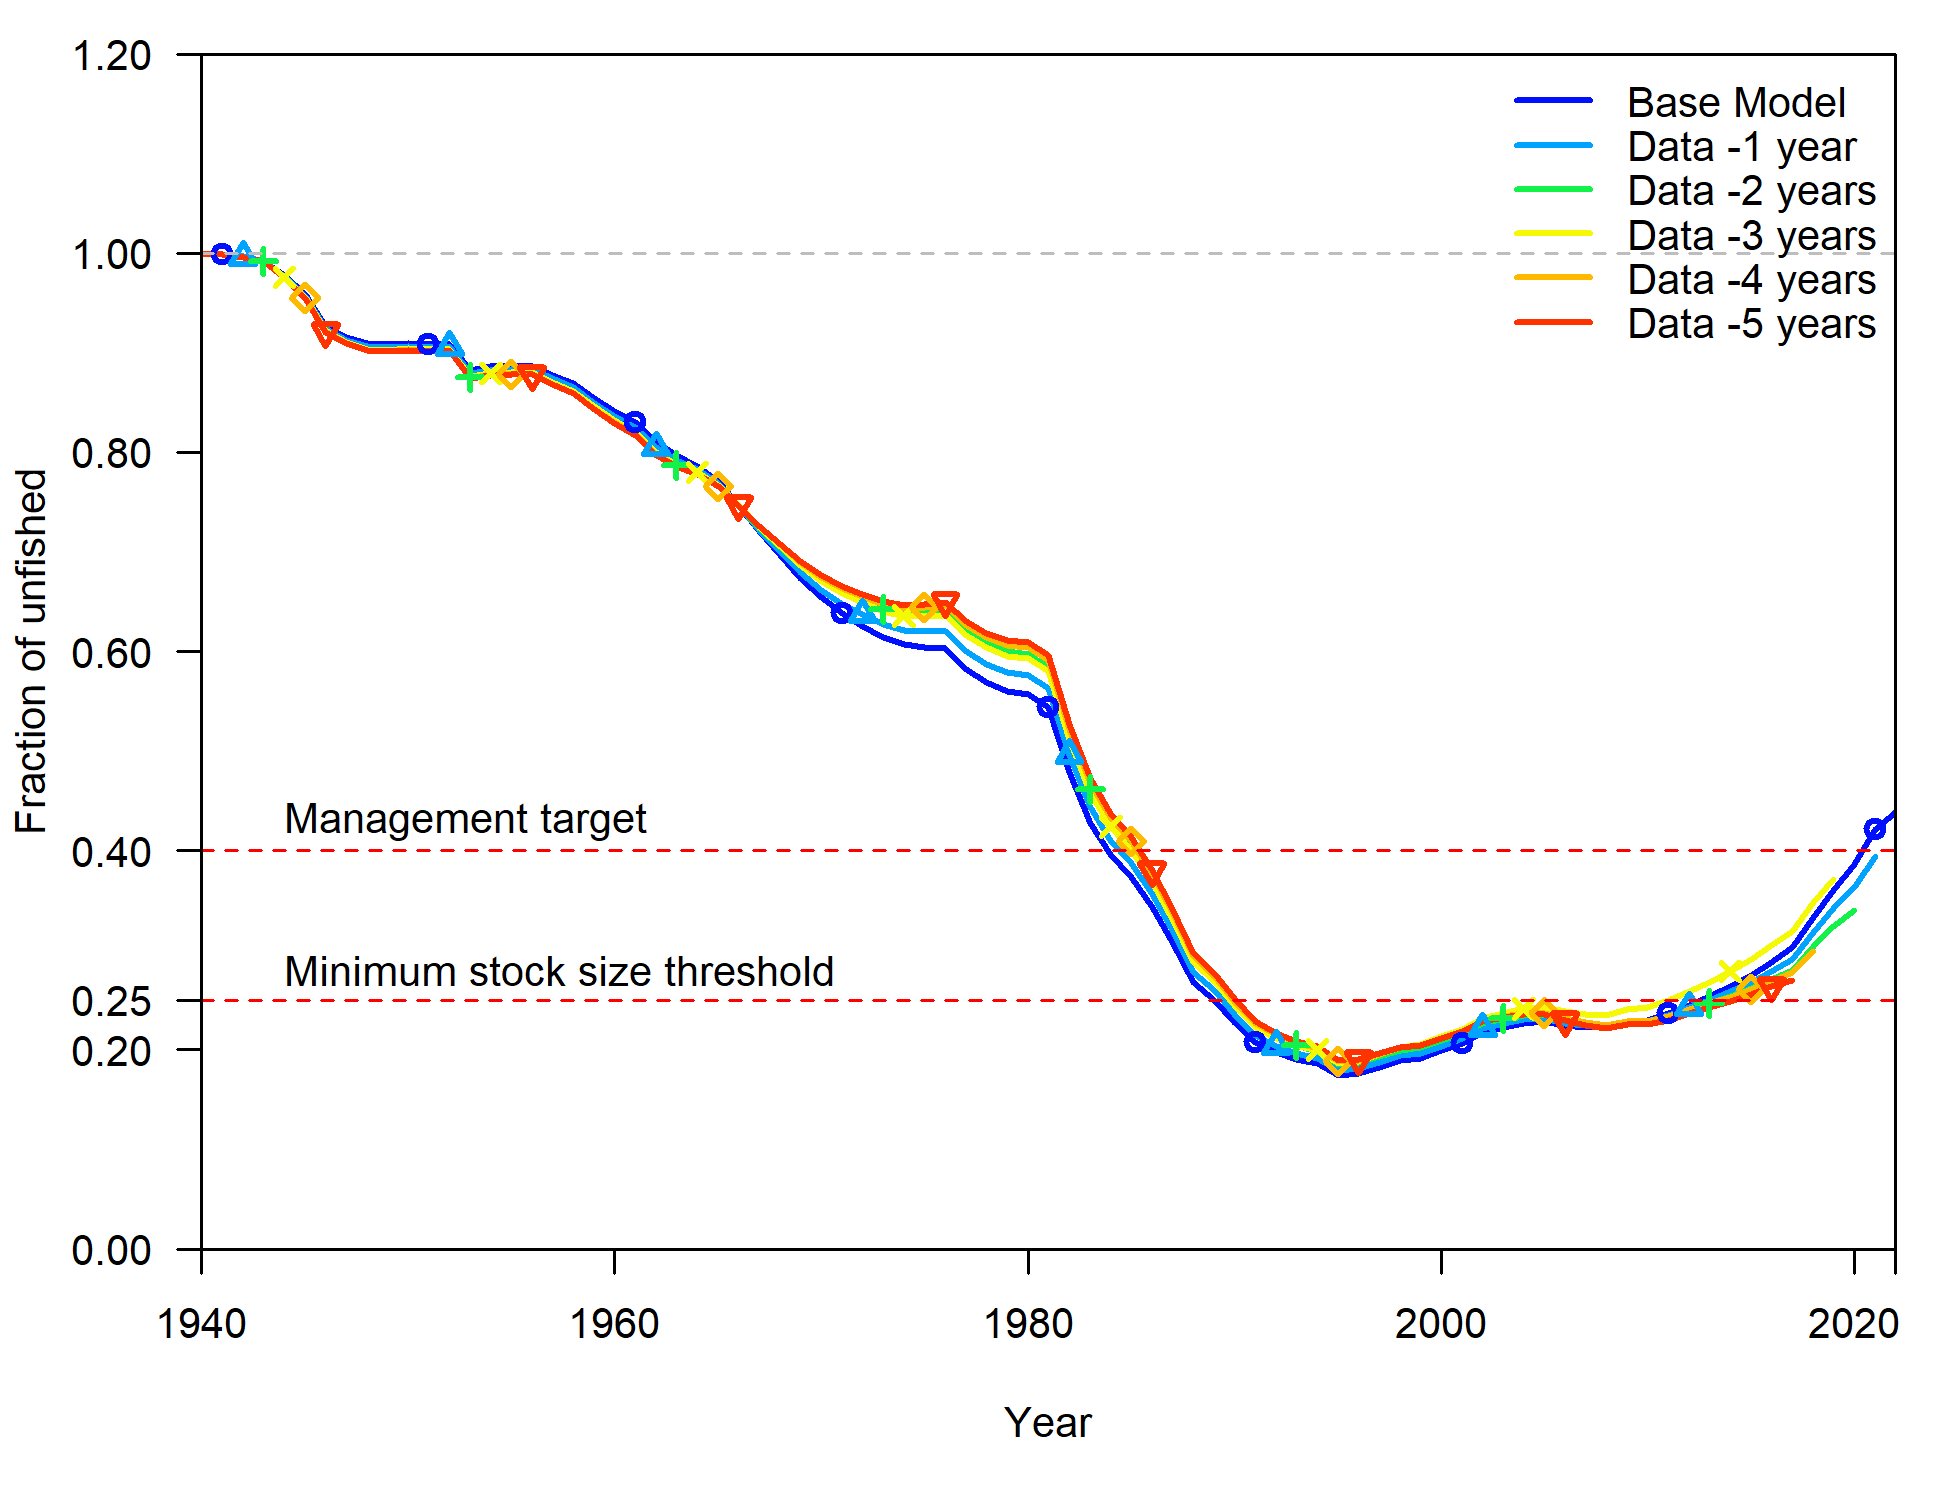 1.20
1.00
0.80
0.60
0.40
0.25
0.20
0.00
Fraction of unfished
Base Model
Data -1 year
Data -2 years
Data -3 years
Data -4 years
Data -5 years
Management target
Minimum stock size threshold
1940
1960
1980
2000
2020
Year